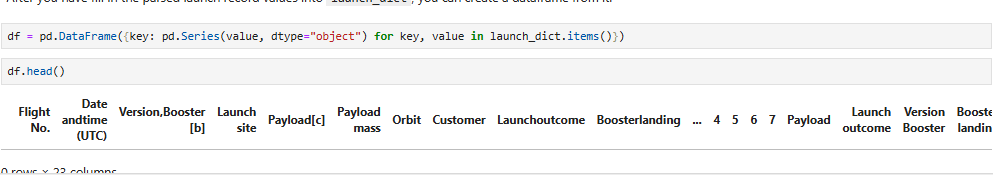 After you have fill in the parsed launch record values into launch_dict, you can create a dataframe from it.
df = pd.DataFrame({key: pd.Series(value, dtype="object") for key, value in launch_dict.items()})
df.head()
Flight No. Date andtime (UTC) Version,Booster [b] Launch site Payload[c] Payload mass Orbit Customer Launchoutcome Boosterlanding ... 4 5 6 7 Payload Launch outcome Version Booster Booste landin
0 rows × 23 columns